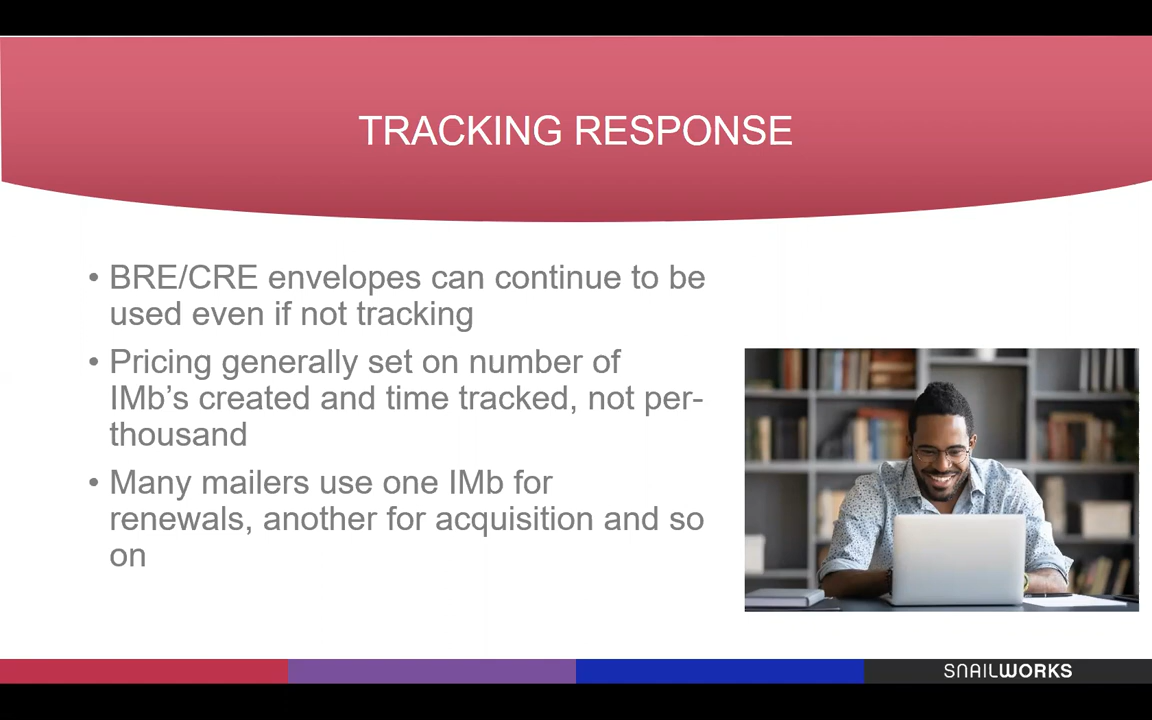 TRACKING RESPONSE
• BRE/CRE envelopes can continue to be
used even if not tracking
• Pricing generally set on number of
IMb’s created and time tracked, not per-
thousand
• Many mailers use one IMb for
renewals, another for acquisition and so
on
SNAILWORKS